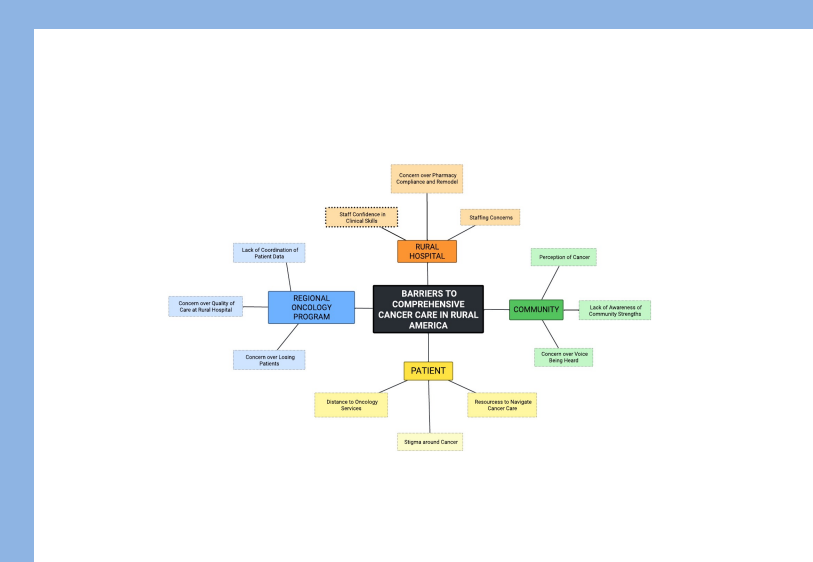 Concern over Pharmacy
Compliance and Remodel
Staff Confidence in
Clinical Skills
Staffing Concerns
RURAL
HOSPITAL
Lack of Coordination of
Patient Data
Perception of Cancer
Concern over Quality of
Care at Rural Hospital
REGIONAL
ONCOLOGY
PROGRAM
BARRIERS TO
COMPREHENSIVE
CANCER CARE IN RURAL
AMERICA
COMMUNITY
Lack of Awareness of
Community Strengths
Concern over Losing
Patients
Concern over Voice
Being Heard
PATIENT
Distance to Oncology
Services
Resourcess to Navigate
Cancer Care
Stigma around Cancer